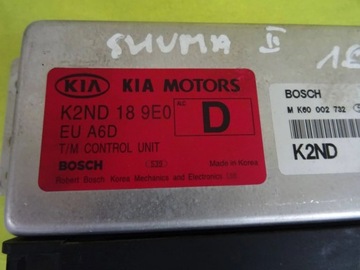 SHUMA II
KIA KIA MOTORS
K2ND 18 9E0
EU A6D
T/M CONTROL UNIT
BOSCH Made in Korea
Robert Bosch Korea Mechanics and Electronics Ltd.
D
BOSCH
M K60 002 732
K2ND